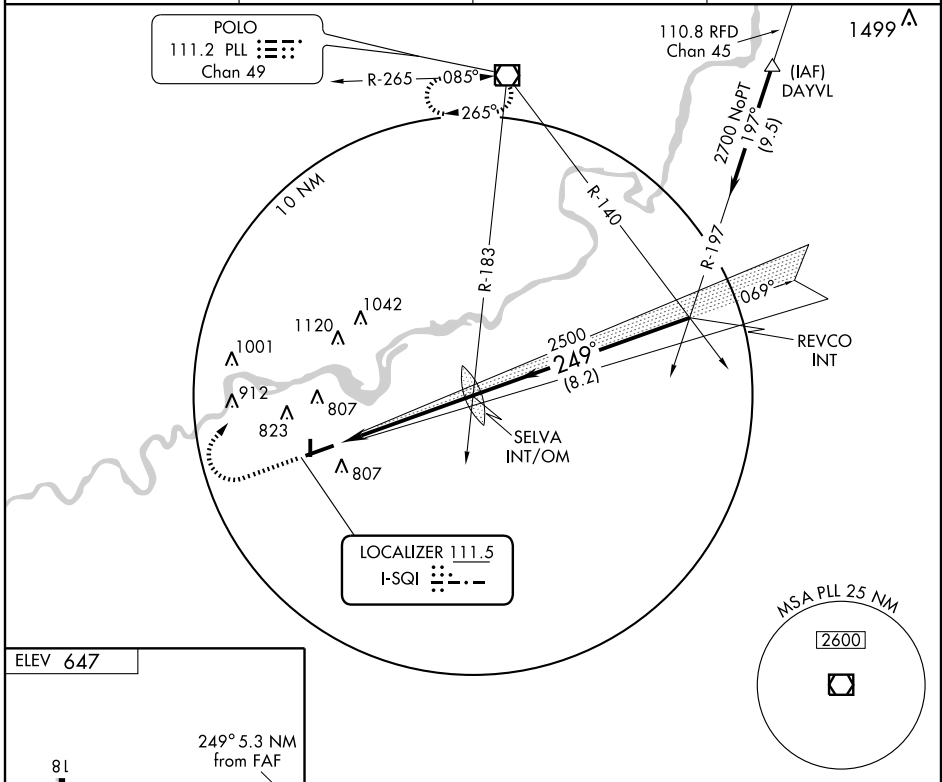 POLO
111.2 PLL
Chan 49
R-265
085°
265°
110.8 RFD
Chan 45
1499
(IAF)
DAYVL
2700 NoPT
197°
(9.5)
10 NM
R-140
R-183
R-197
069°
REVCO
INT
2500
249°
(8.2)
1042
1120
1001
912
823
807
807
SELVA
INT/OM
LOCALIZER 111.5
I-SQI
MSA PLL 25 NM
2600
ELEV 647
249° 5.3 NM
from FAF
18